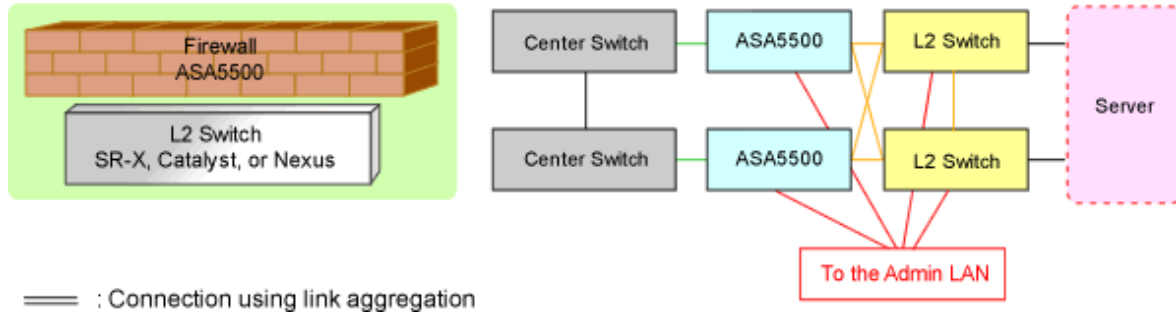 Firewall
ASA5500
L2 Switch
SR-X, Catalyst, or Nexus
Center Switch
ASA5500
L2 Switch
Server
Center Switch
ASA5500
L2 Switch
To the Admin LAN
: Connection using link aggregation